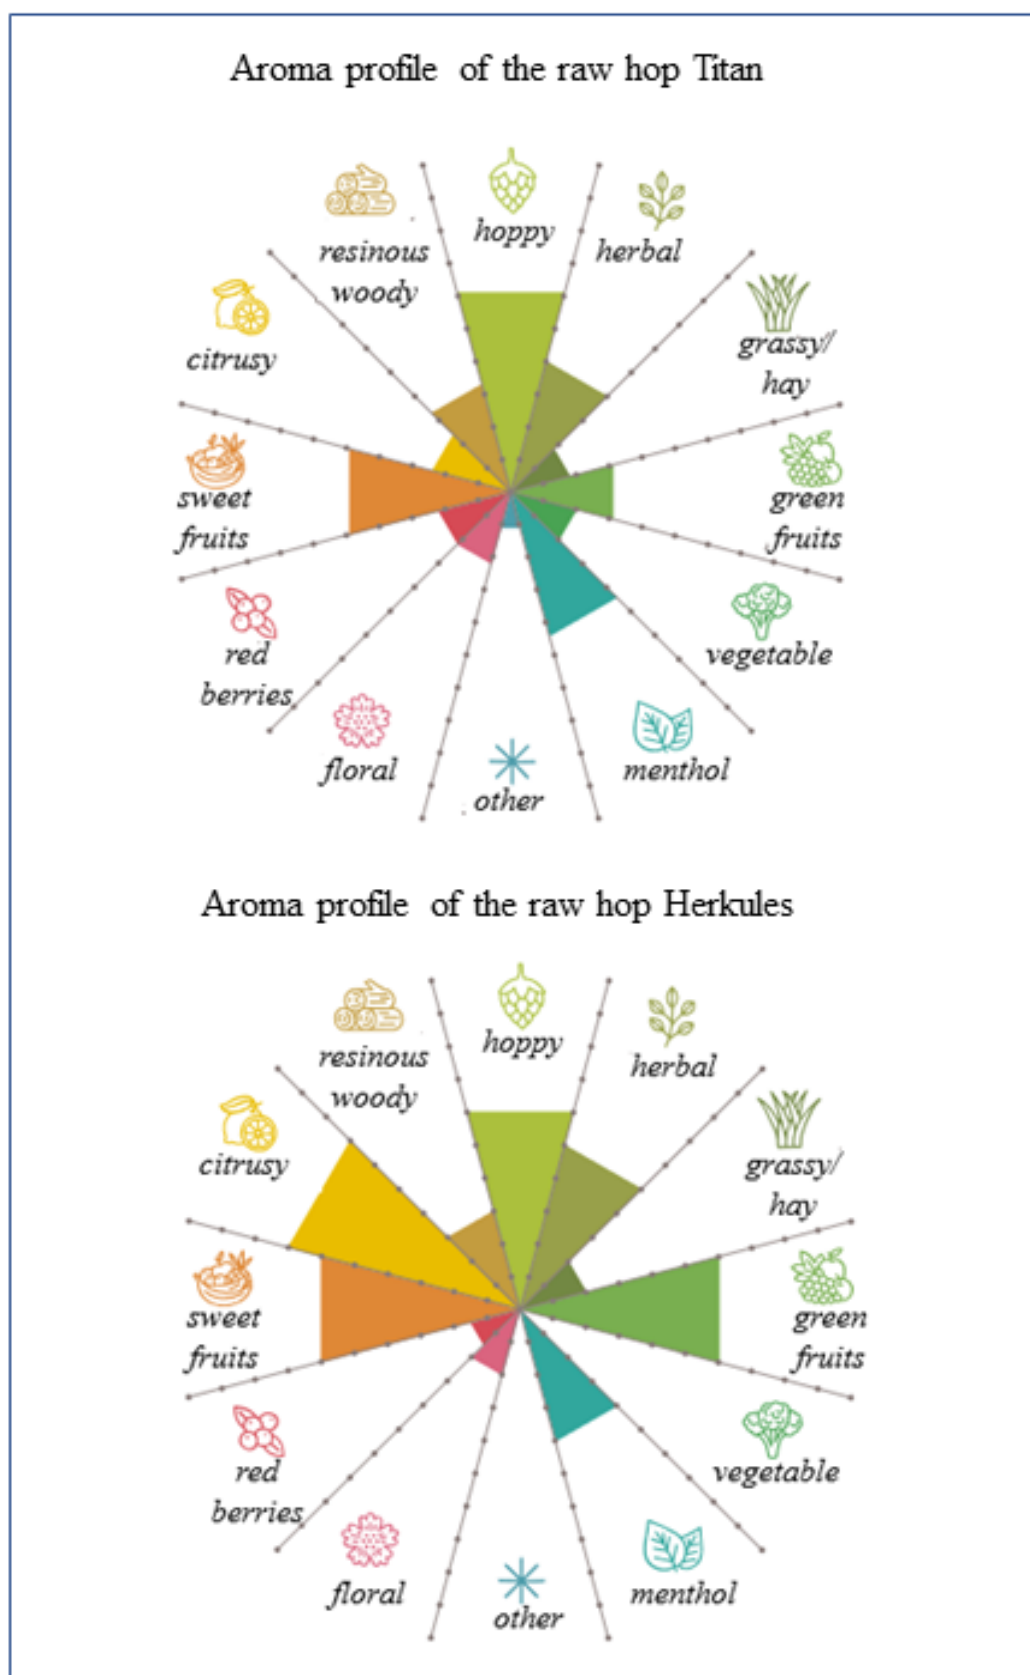 Aroma profile of the raw hop Titan
hoppy
herbal
resinous
woody
grassy/
hay
citrusy
sweet
fruits
green
fruits
red
berries
vegetable
floral
other
menthol
Aroma profile of the raw hop Herkules
hoppy
herbal
resinous
woody
grassy/
hay
citrusy
sweet
fruits
green
fruits
red
berries
vegetable
floral
other
menthol